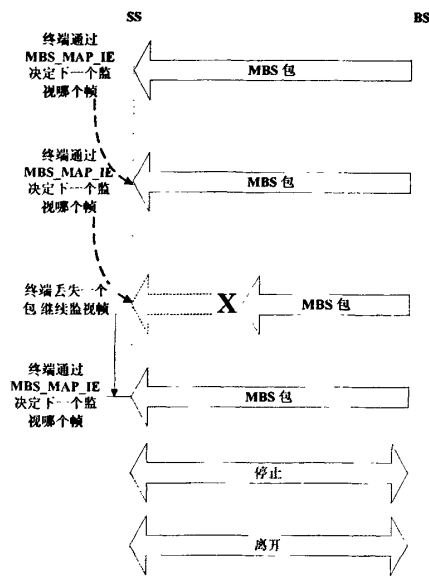 SS
BS
终端通过
MBS_MAP_IE
决定下一个监
视哪个帧
MBS 包
终端通过
MBS_MAP_IE
决定下一个监
视哪个帧
MBS 包
终端丢失一个
包 继续监视帧
X
MBS 包
终端通过
MBS_MAP_IE
决定下一个监
视哪个帧
MBS 包
停止
离开